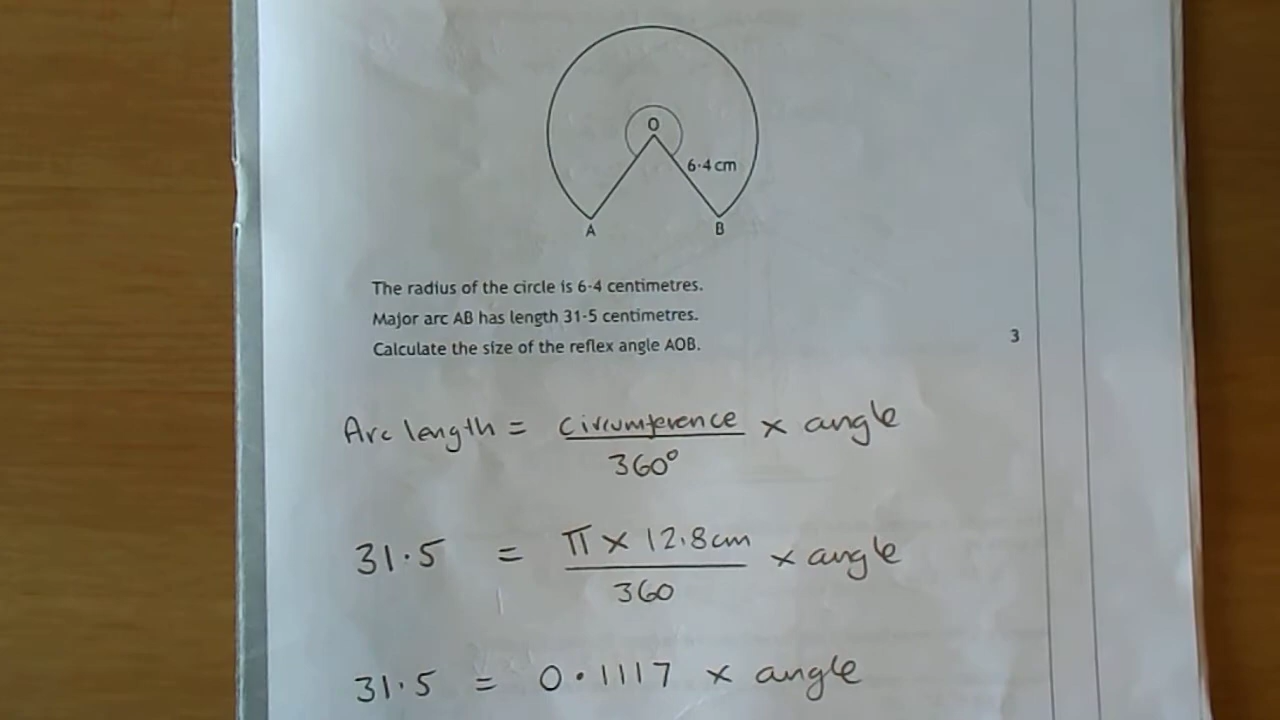 O
6·4 cm
A
B
The radius of the circle is 6·4 centimetres.
Major arc AB has length 31·5 centimetres.
Calculate the size of the reflex angle AOB.
3
Arc length = circumference / 360° × angle
31·5 = π × 12.8cm / 360 × angle
31·5 = 0·1117 × angle